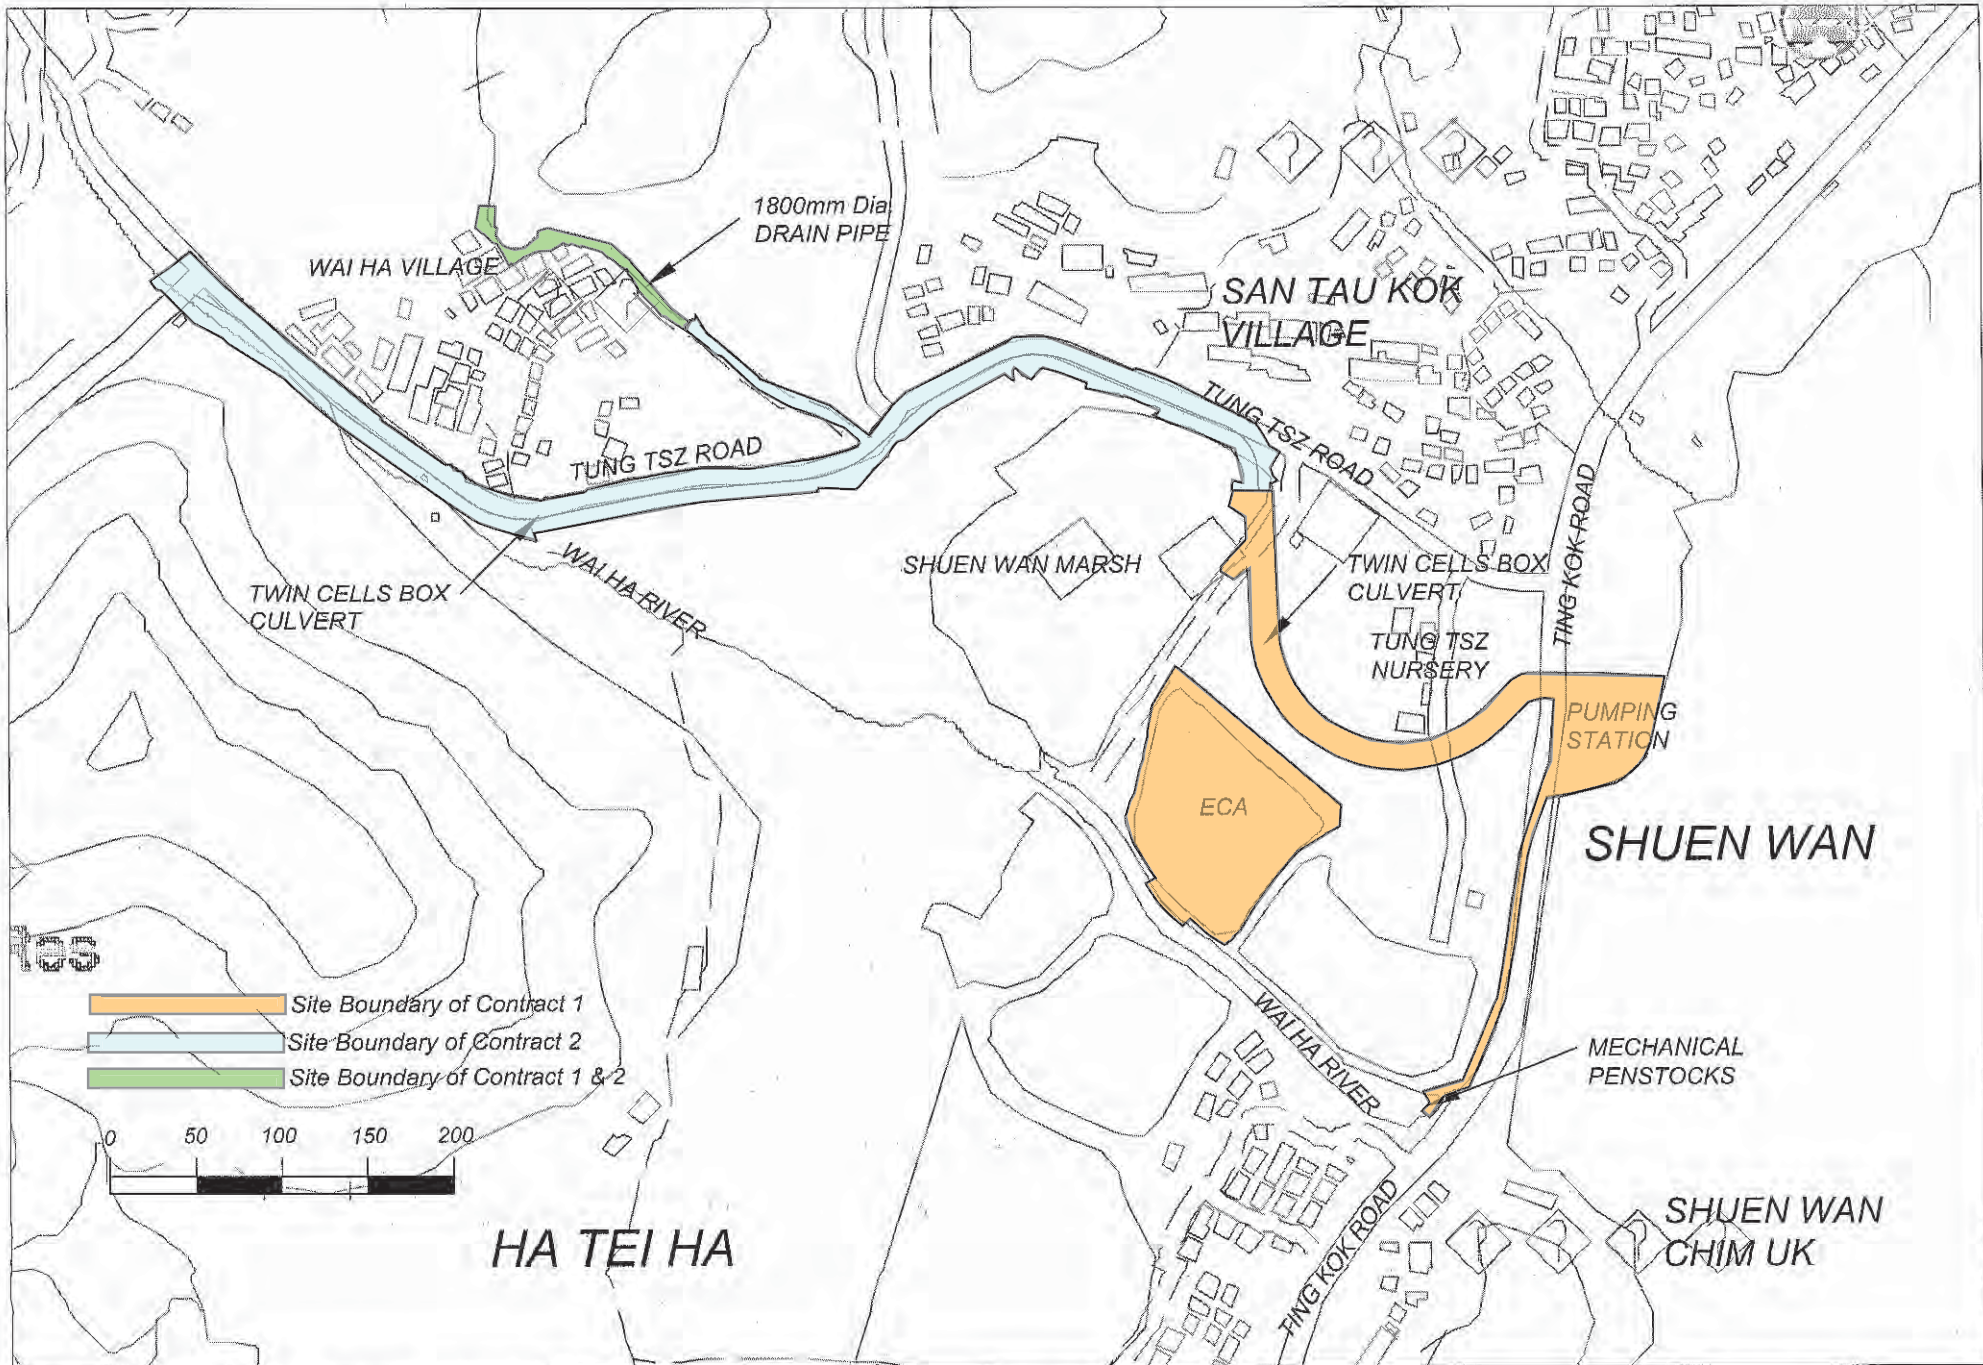 1800mm Dia.
DRAIN PIPE
WAI HA VILLAGE
SAN TAU KOK
VILLAGE
TUNG TSZ ROAD
TUNG TSZ ROAD
TING KOK ROAD
SHUEN WAN MARSH
TWIN CELLS BOX
CULVERT
TWIN CELLS BOX
CULVERT
WAI HA RIVER
TUNG TSZ
NURSERY
PUMPING
STATION
ECA
SHUEN WAN
Site Boundary of Contract 1
Site Boundary of Contract 2
Site Boundary of Contract 1 & 2
WAI HA RIVER
MECHANICAL
PENSTOCKS
0 50 100 150 200
HA TEI HA
TING KOK ROAD
SHUEN WAN
CHIM UK